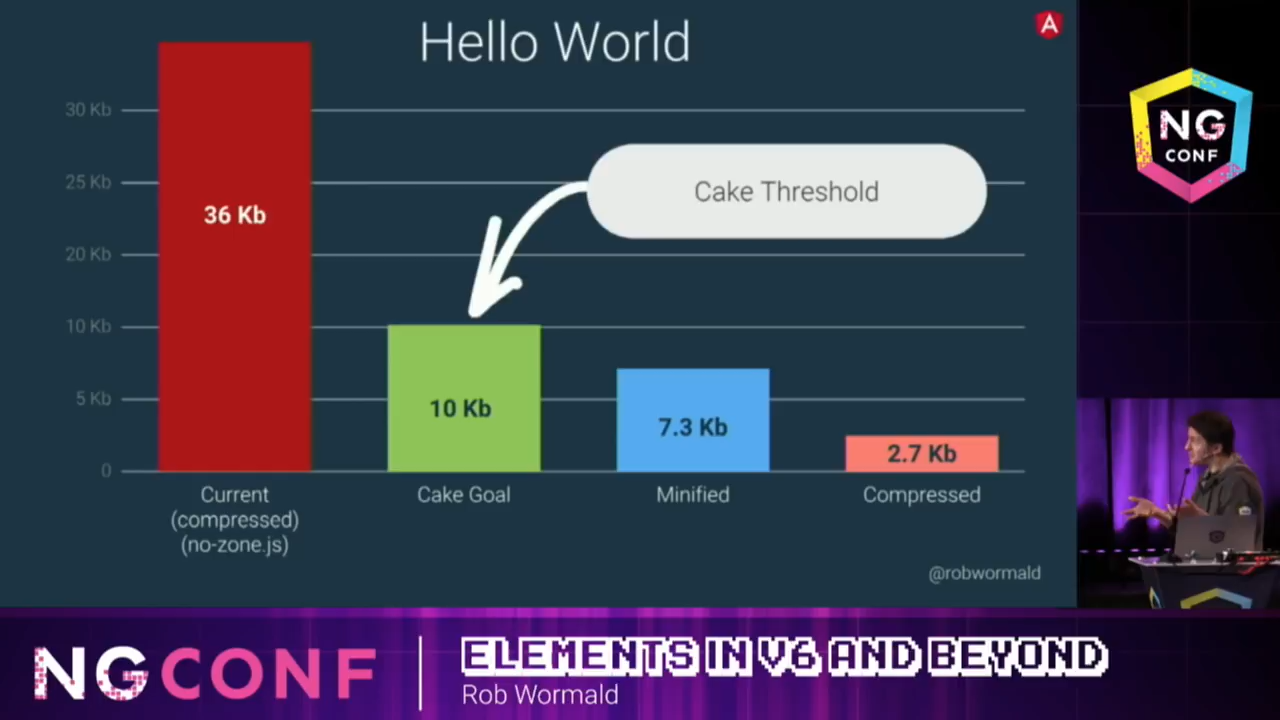 Hello World
A
30 Kb
25 Kb
20 Kb
10 Kb
5 Kb
0
36 Kb
Cake Threshold
10 Kb
7.3 Kb
2.7 Kb
Current
(compressed)
(no-zone.js)
Cake Goal
Minified
Compressed
@robwormald
NG
CONF
NGCONF
ELEMENTS IN V6 AND BEYOND
Rob Wormald